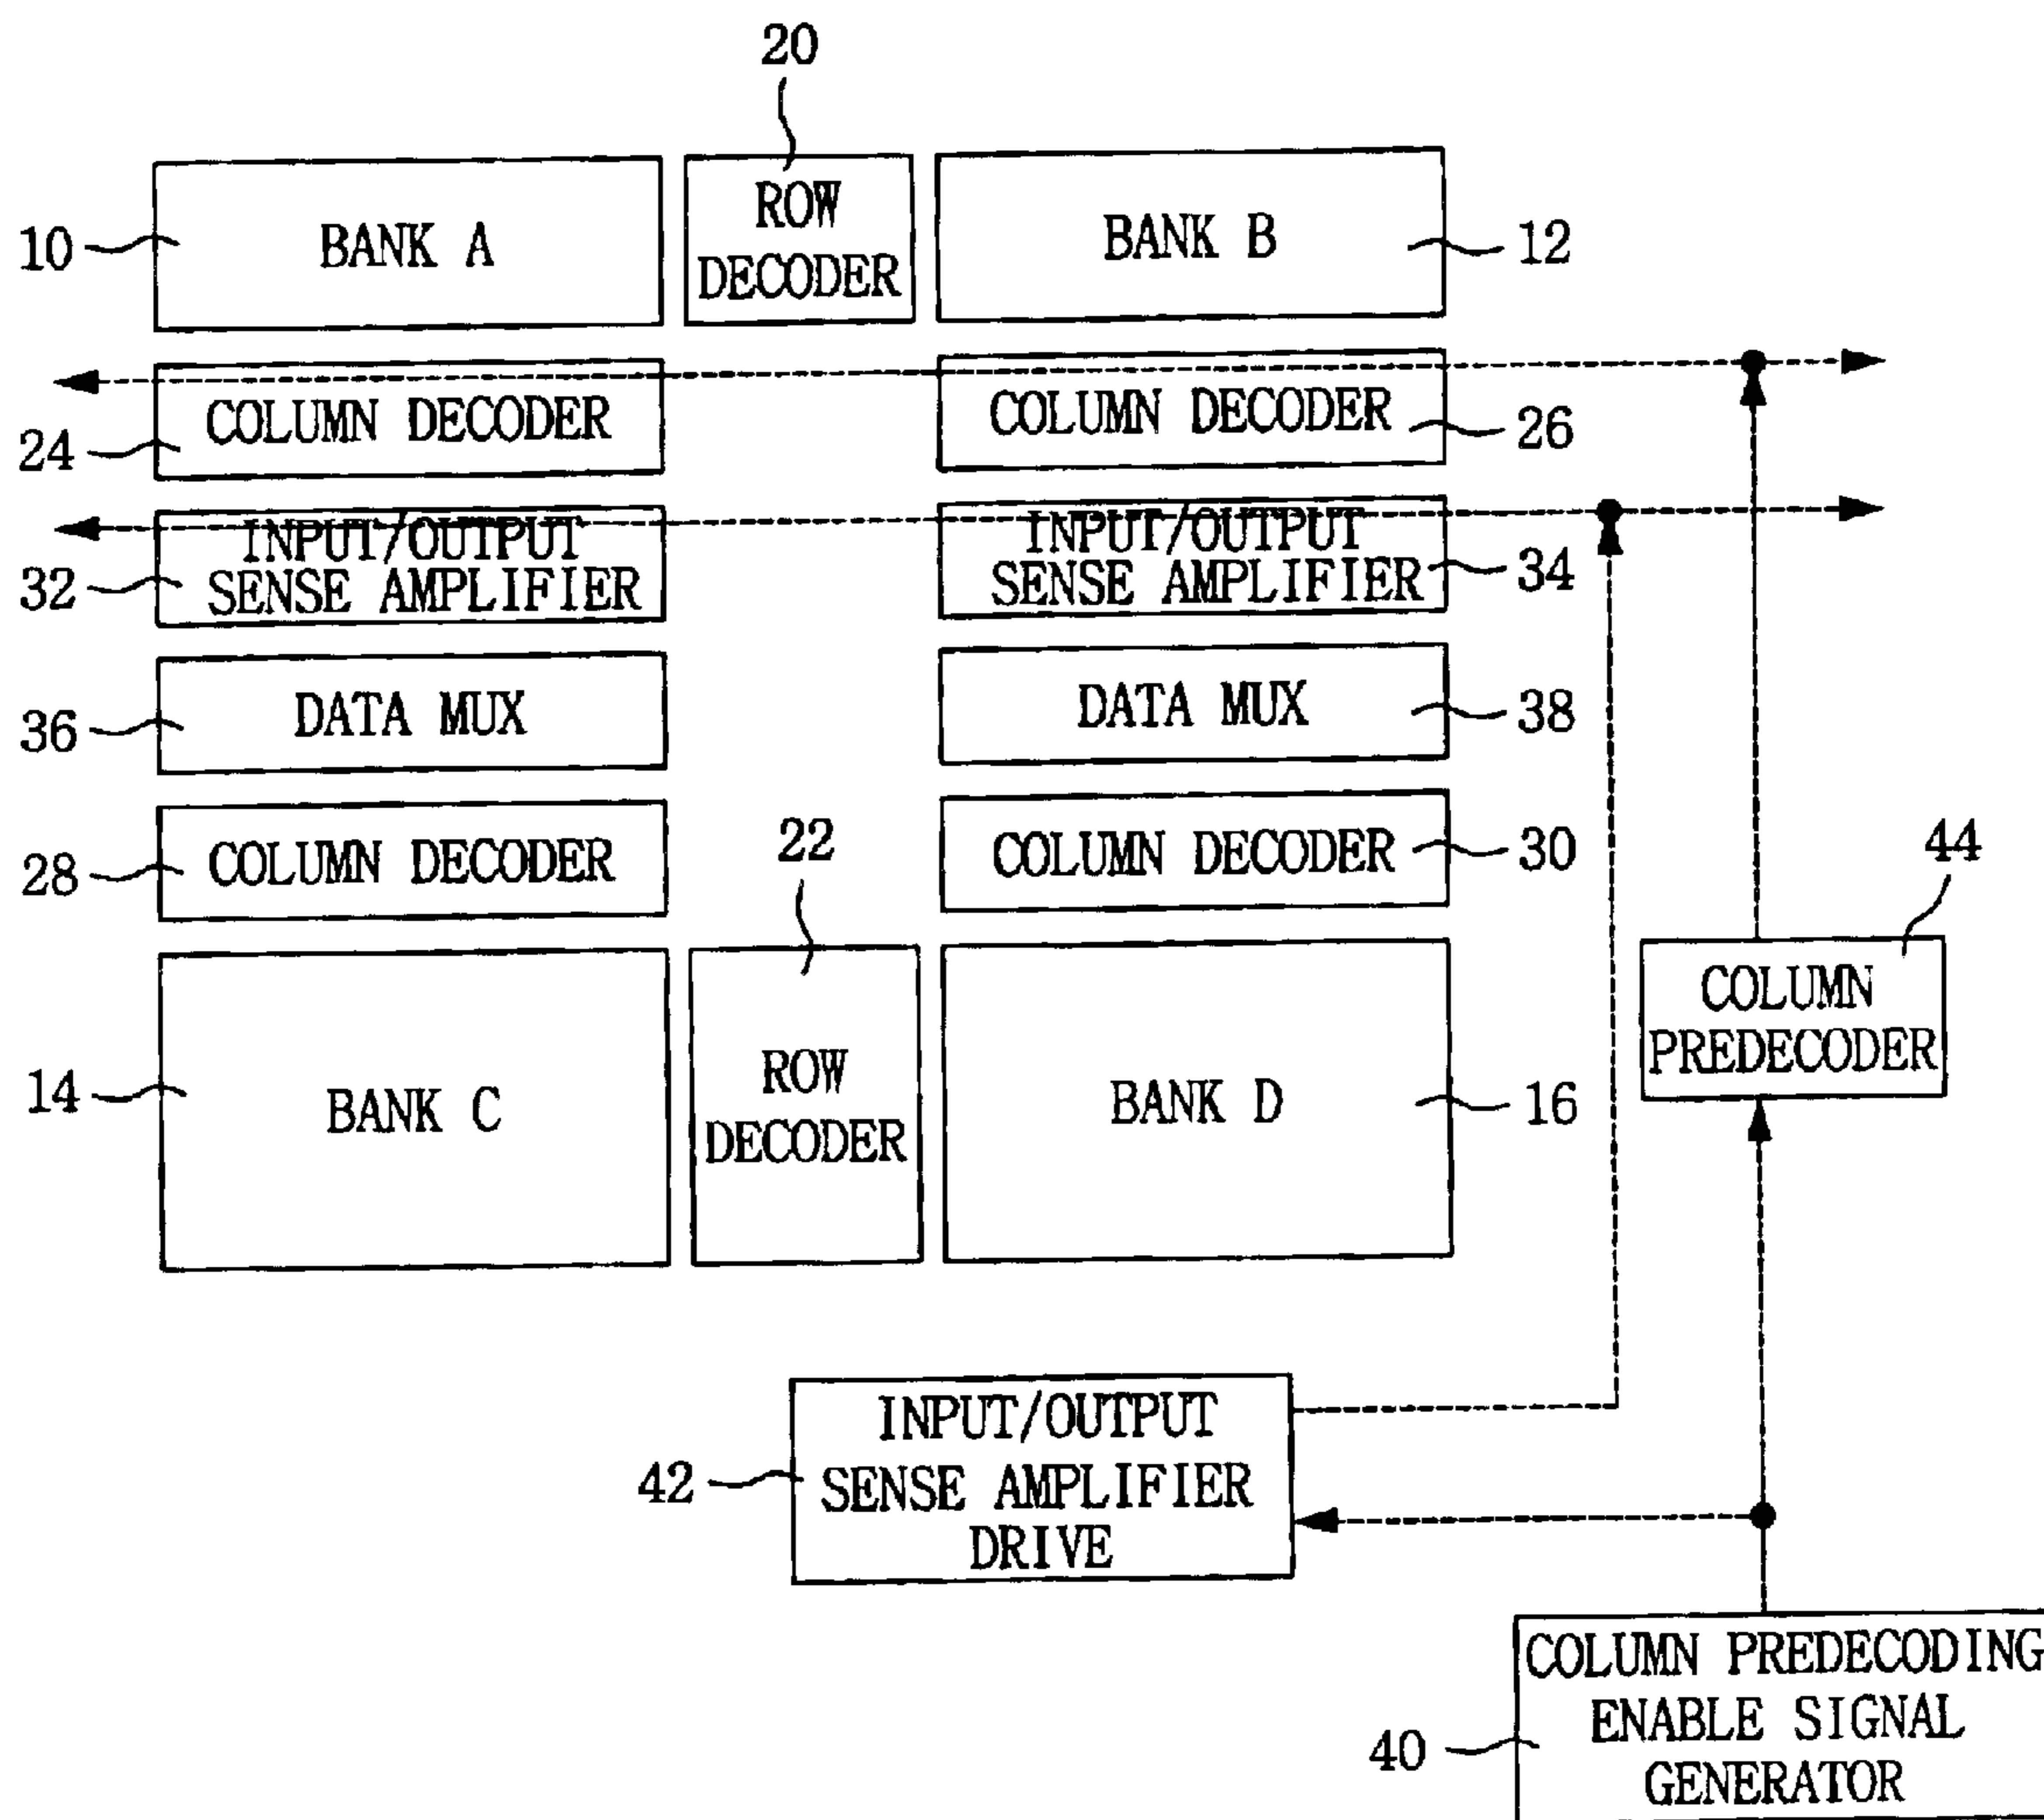 20
10
BANK A
ROW
DECODER
BANK B
12
24
COLUMN DECODER
COLUMN DECODER
26
32
INPUT/OUTPUT
SENSE AMPLIFIER
INPUT/OUTPUT
SENSE AMPLIFIER
34
36
DATA MUX
DATA MUX
38
28
COLUMN DECODER
22
COLUMN DECODER
30
44
14
BANK C
ROW
DECODER
BANK D
16
COLUMN
PREDECODER
42
INPUT/OUTPUT
SENSE AMPLIFIER
DRIVE
40
COLUMN PREDECODING
ENABLE SIGNAL
GENERATOR